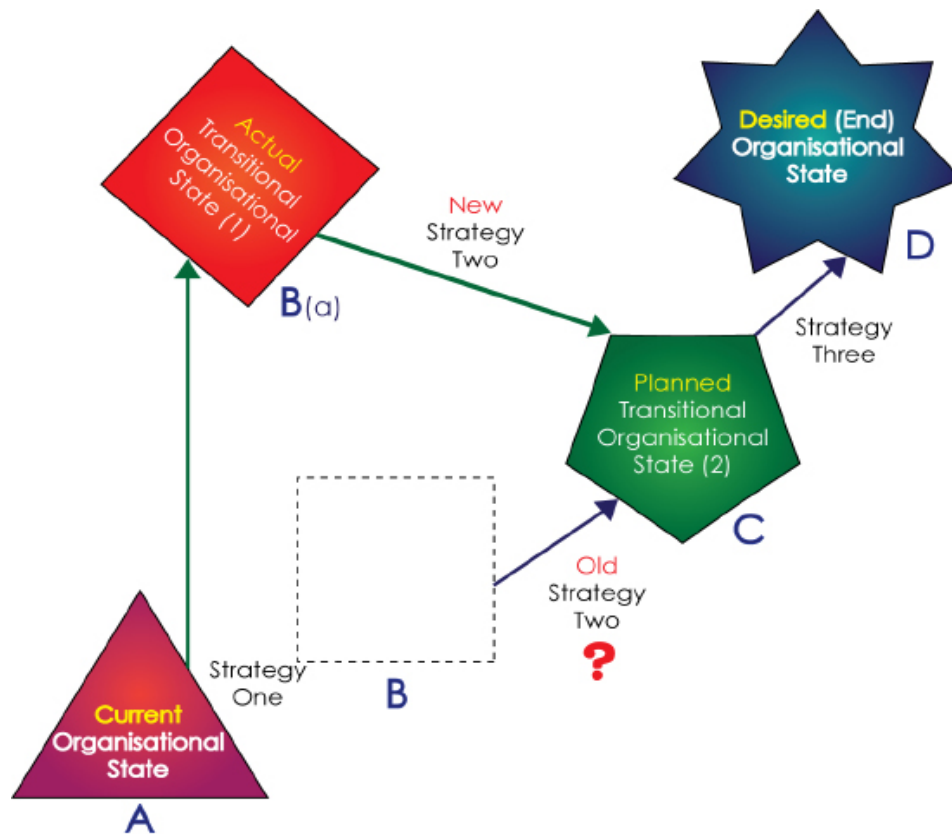 Actual
Transitional
Organisational
State (1)
B(a)
New
Strategy
Two
Desired (End)
Organisational
State
D
Strategy
Three
Planned
Transitional
Organisational
State (2)
C
Old
Strategy
Two
?
B
Strategy
One
Current
Organisational
State
A